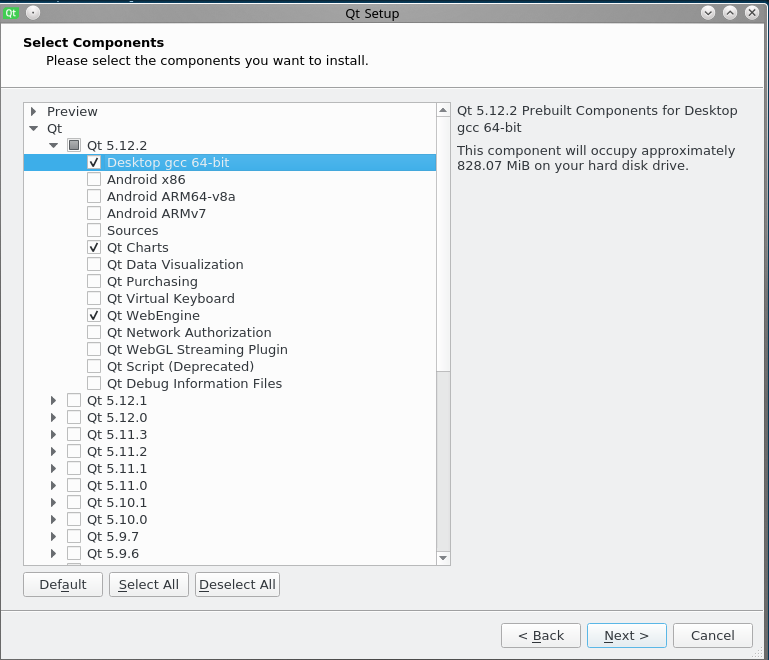 Qt
Qt Setup
Select Components
Please select the components you want to install.
Preview
Qt
Qt 5.12.2
Desktop gcc 64-bit
Android x86
Android ARM64-v8a
Android ARMv7
Sources
Qt Charts
Qt Data Visualization
Qt Purchasing
Qt Virtual Keyboard
Qt WebEngine
Qt Network Authorization
Qt WebGL Streaming Plugin
Qt Script (Deprecated)
Qt Debug Information Files
Qt 5.12.1
Qt 5.12.0
Qt 5.11.3
Qt 5.11.2
Qt 5.11.1
Qt 5.11.0
Qt 5.10.1
Qt 5.10.0
Qt 5.9.7
Qt 5.9.6
Qt 5.12.2 Prebuilt Components for Desktop
gcc 64-bit
This component will occupy approximately
828.07 MiB on your hard disk drive.
Default
Select All
Deselect All
< Back
Next >
Cancel